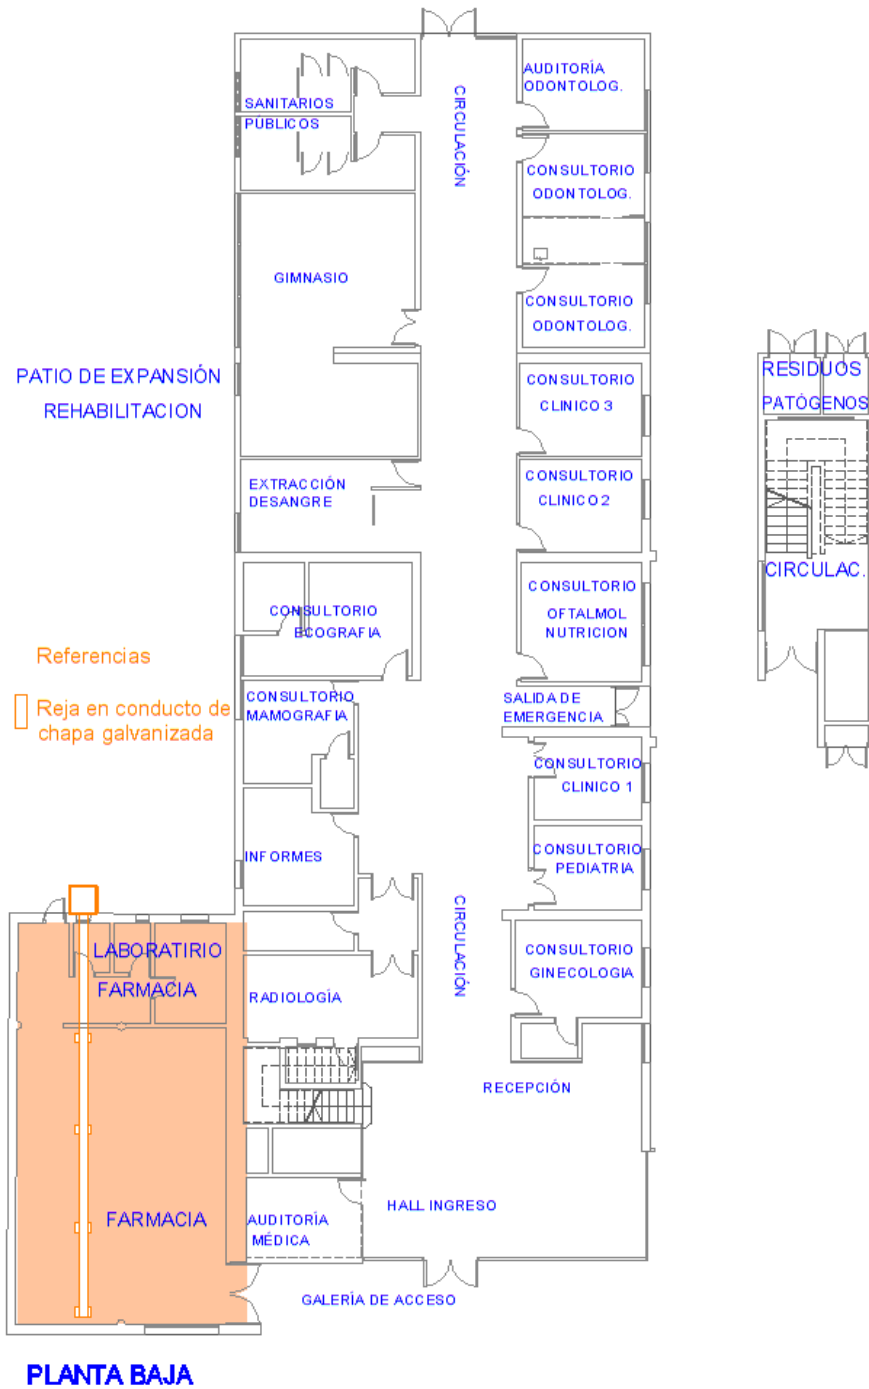 AUDITORÍA
ODONTOLOG.
CIRCULACIÓN
SANITARIOS
PÚBLICOS
CONSULTORIO
ODONTOLOG.
GIMNASIO
CONSULTORIO
ODONTOLOG.
PATIO DE EXPANSIÓN
REHABILITACION
CONSULTORIO
CLINICO 3
RESIDUOS
PATÓGENOS
EXTRACCIÓN
DESANGRE
CONSULTORIO
CLINICO 2
CIRCULAC.
CONSULTORIO
ECOGRAFIA
CONSULTORIO
OFTALMOL
NUTRICION
Referencias
Reja en conducto de
chapa galvanizada
CONSULTORIO
MAMOGRAFIA
SALIDA DE
EMERGENCIA
CONSULTORIO
CLINICO 1
INFORMES
CONSULTORIO
PEDIATRIA
CIRCULACIÓN
LABORATIRIO
FARMACIA
RADIOLOGÍA
CONSULTORIO
GINECOLOGIA
RECEPCIÓN
FARMACIA
AUDITORÍA
MÉDICA
HALL INGRESO
GALERÍA DE ACCESO
PLANTA BAJA